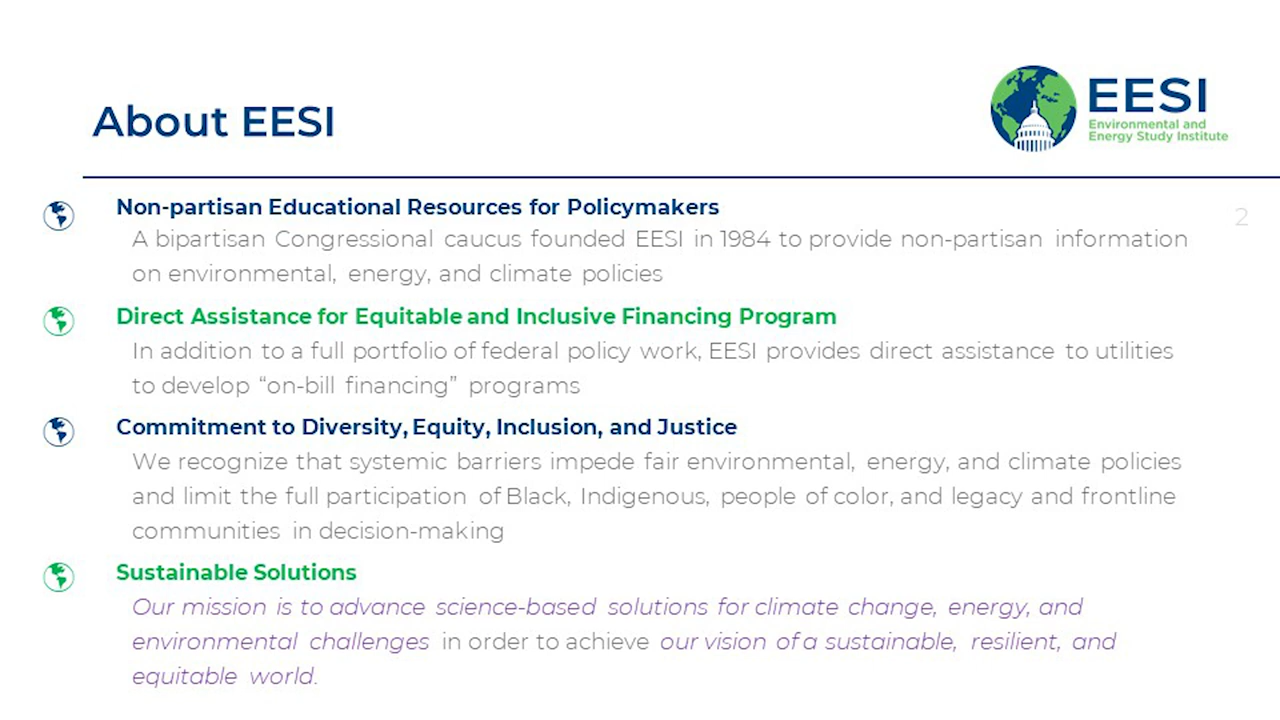 About EESI
EESI
Environmental and
Energy Study Institute
2
Non-partisan Educational Resources for Policymakers
A bipartisan Congressional caucus founded EESI in 1984 to provide non-partisan information
on environmental, energy, and climate policies
Direct Assistance for Equitable and Inclusive Financing Program
In addition to a full portfolio of federal policy work, EESI provides direct assistance to utilities
to develop “on-bill financing” programs
Commitment to Diversity, Equity, Inclusion, and Justice
We recognize that systemic barriers impede fair environmental, energy, and climate policies
and limit the full participation of Black, Indigenous, people of color, and legacy and frontline
communities in decision-making
Sustainable Solutions
Our mission is to advance science-based solutions for climate change, energy, and
environmental challenges in order to achieve our vision of a sustainable, resilient, and
equitable world.